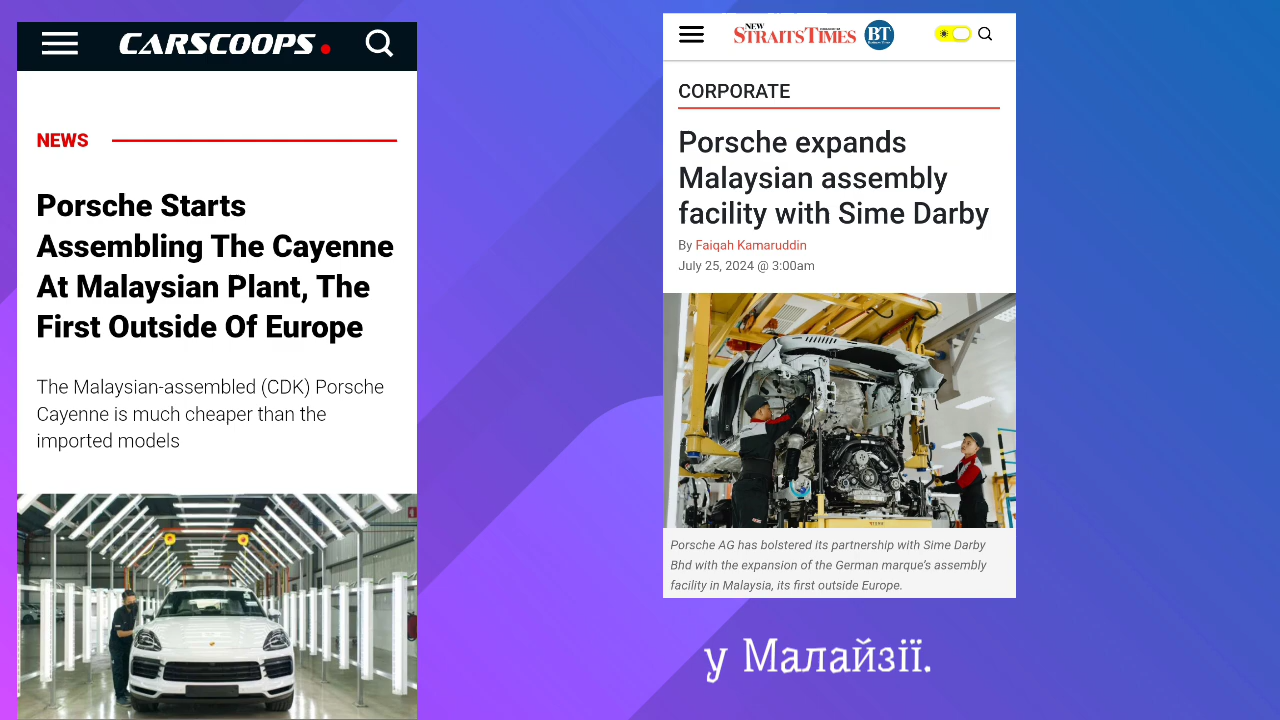 CARSCOOPS.
NEWS
Porsche Starts
Assembling The Cayenne
At Malaysian Plant, The
First Outside Of Europe
The Malaysian-assembled (CDK) Porsche
Cayenne is much cheaper than the
imported models
NEW
STRAITS TIMES
BT
CORPORATE
Porsche expands
Malaysian assembly
facility with Sime Darby
By Faiqah Kamaruddin
July 25, 2024 @ 3:00am
Porsche AG has bolstered its partnership with Sime Darby
Bhd with the expansion of the German marque's assembly
facility in Malaysia, its first outside Europe.
у Малайзії.